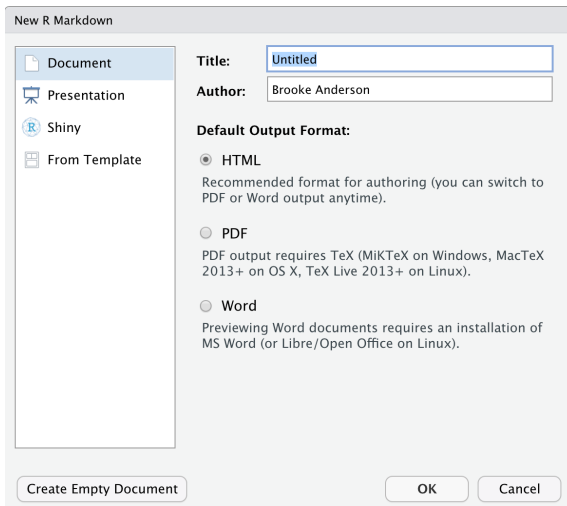 New R Markdown
Document
Presentation
R Shiny
From Template
Title: Untitled
Author: Brooke Anderson
Default Output Format:
HTML
Recommended format for authoring (you can switch to
PDF or Word output anytime).
PDF
PDF output requires TeX (MiKTeX on Windows, MacTeX
2013+ on OS X, TeX Live 2013+ on Linux).
Word
Previewing Word documents requires an installation of
MS Word (or Libre/Open Office on Linux).
Create Empty Document
OK
Cancel